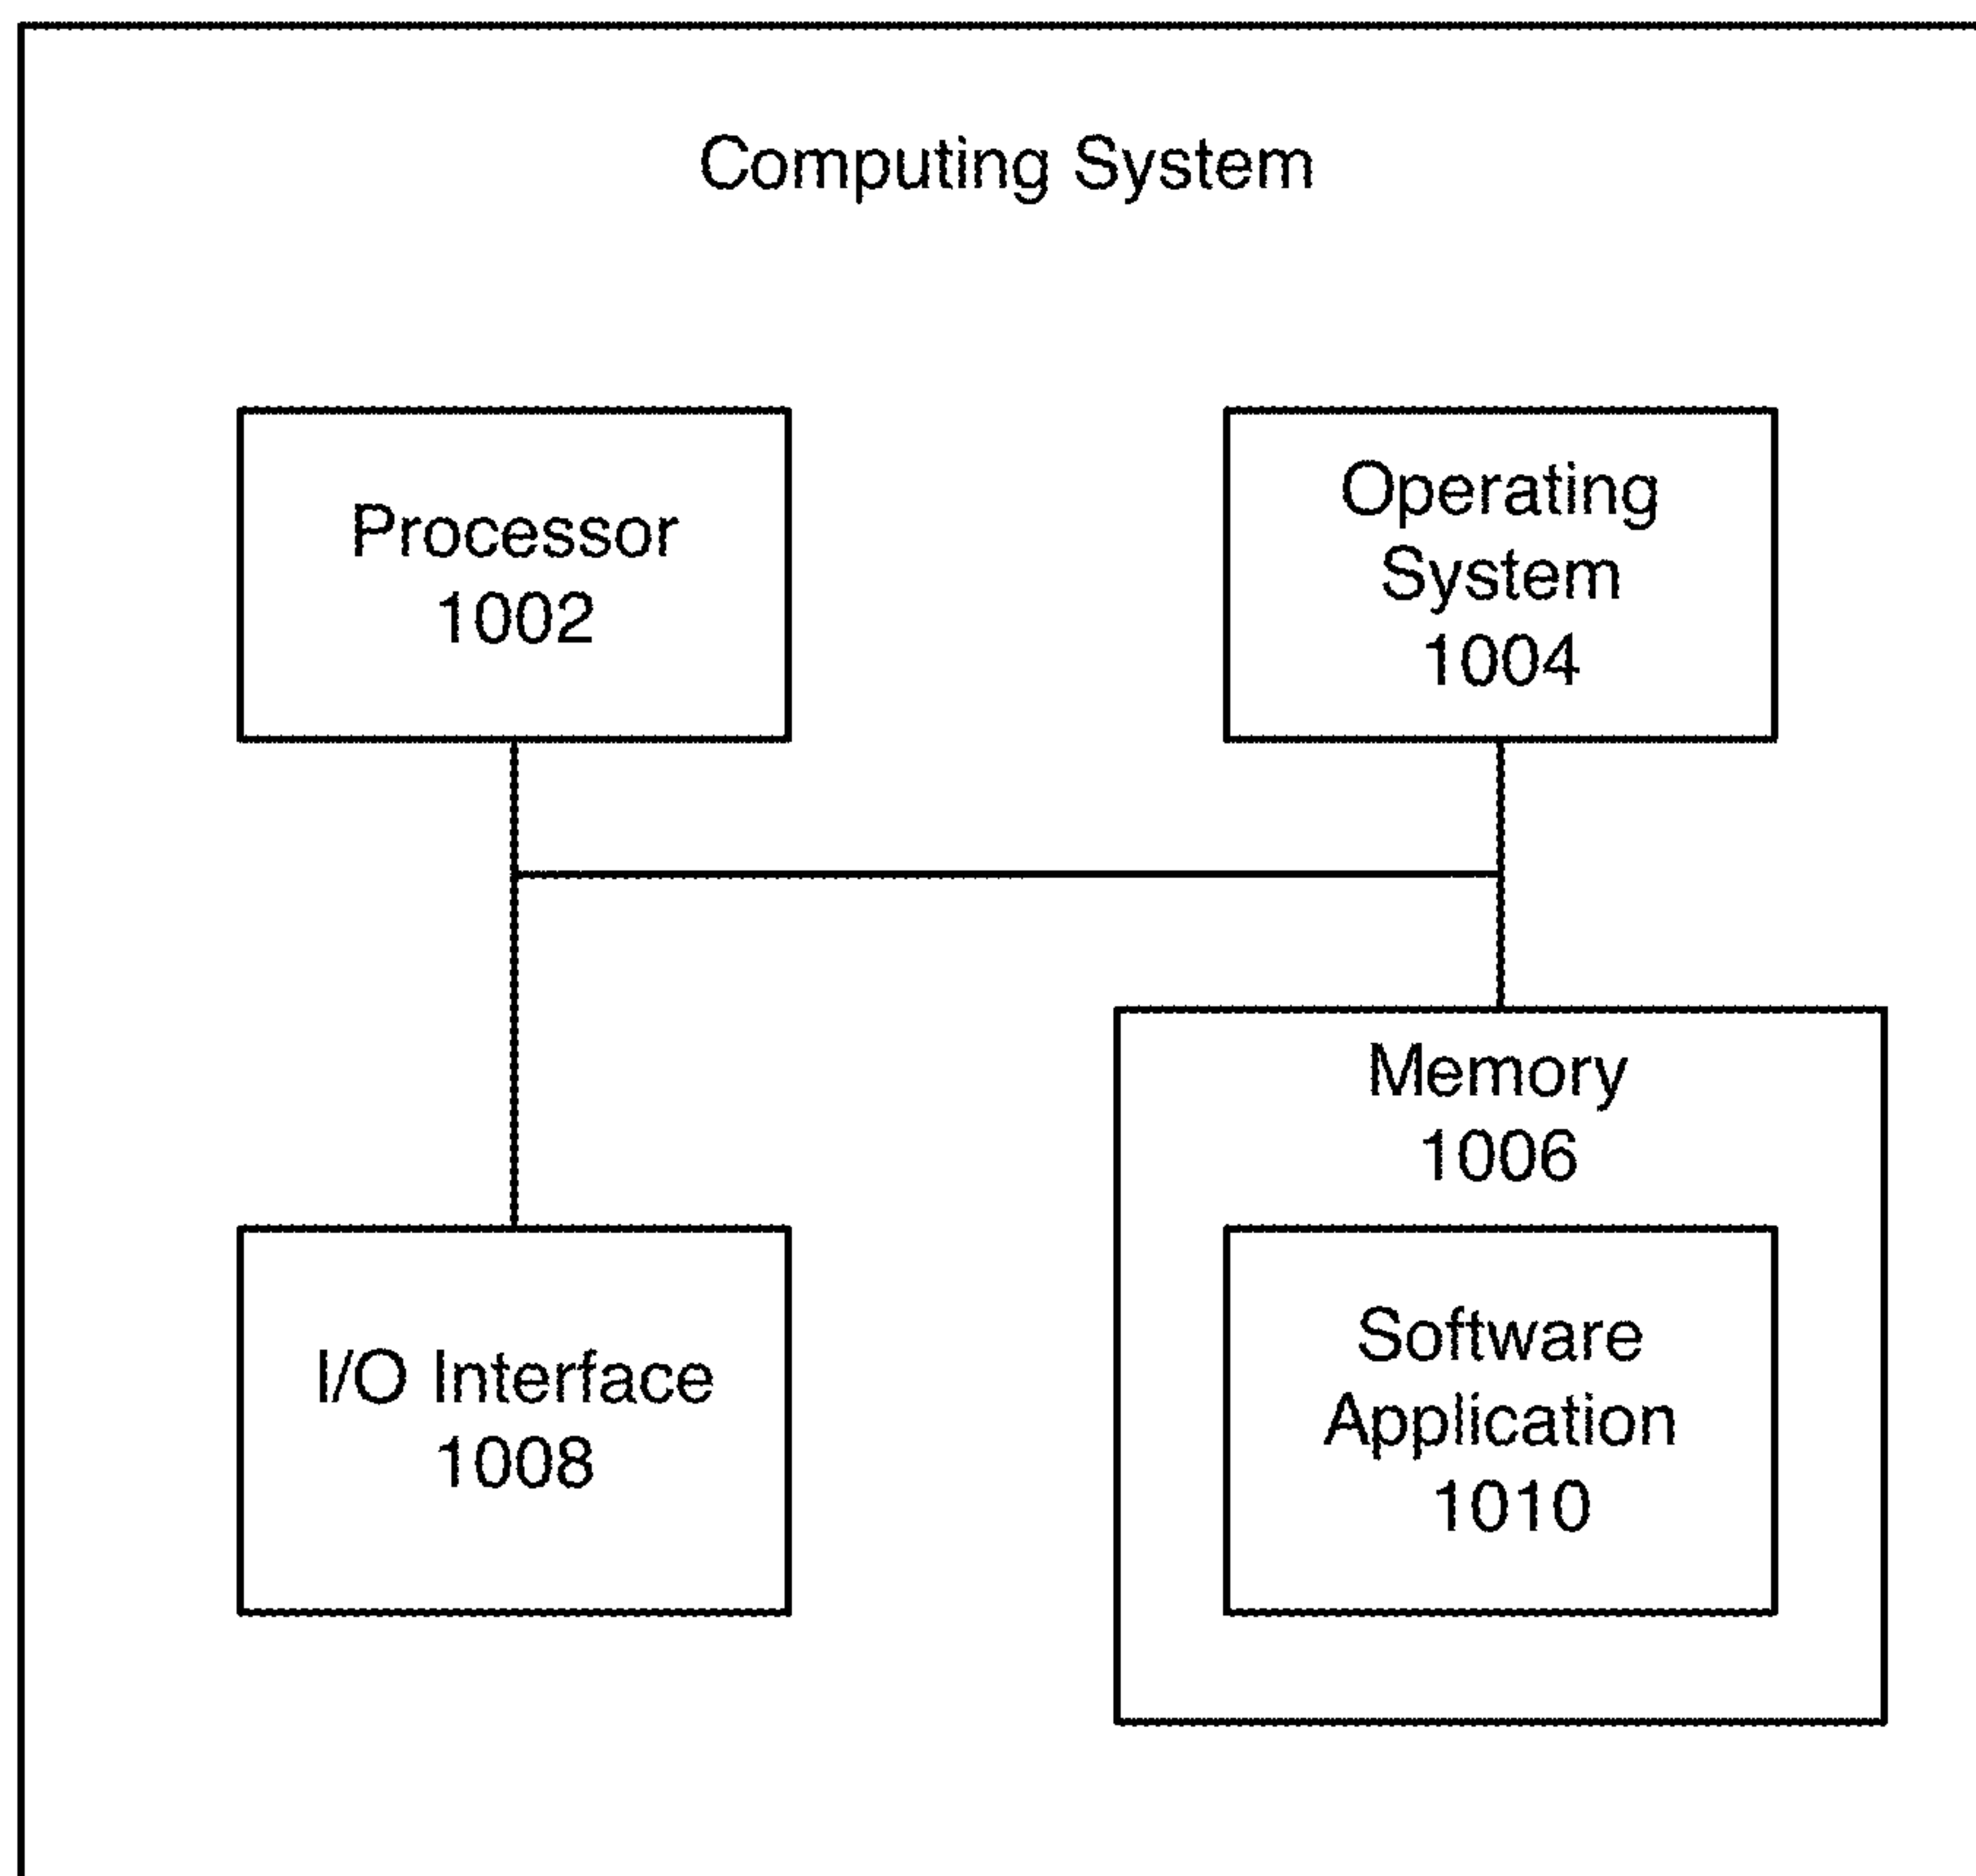 Computing System
Processor
1002
Operating
System
1004
Memory
1006
I/O Interface
1008
Software
Application
1010